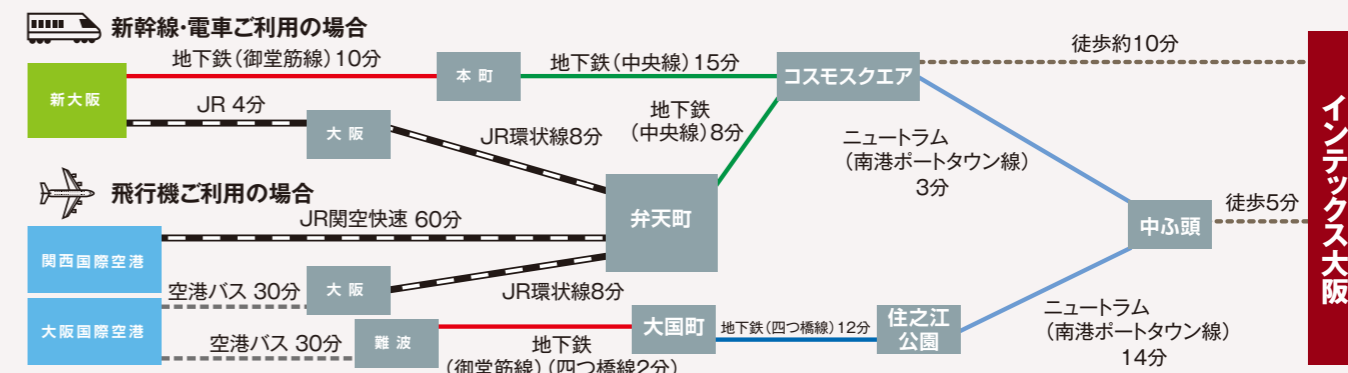 新幹線・電車ご利用の場合
地下鉄(御堂筋線)10分
新大阪
本町
地下鉄(中央線)15分
コスモスクエア
徒歩約10分
JR 4分
大阪
JR環状線8分
地下鉄
(中央線)8分
ニュートラム
(南港ポートタウン線)
3分
飛行機ご利用の場合
JR関空快速 60分
弁天町
中ふ頭
徒歩5分
インテックス大阪
関西国際空港
空港バス 30分
大阪
JR環状線8分
大阪国際空港
空港バス 30分
難波
地下鉄
(御堂筋線)(四つ橋線2分)
大国町
地下鉄(四つ橋線)12分
住之江
公園
ニュートラム
(南港ポートタウン線)
14分